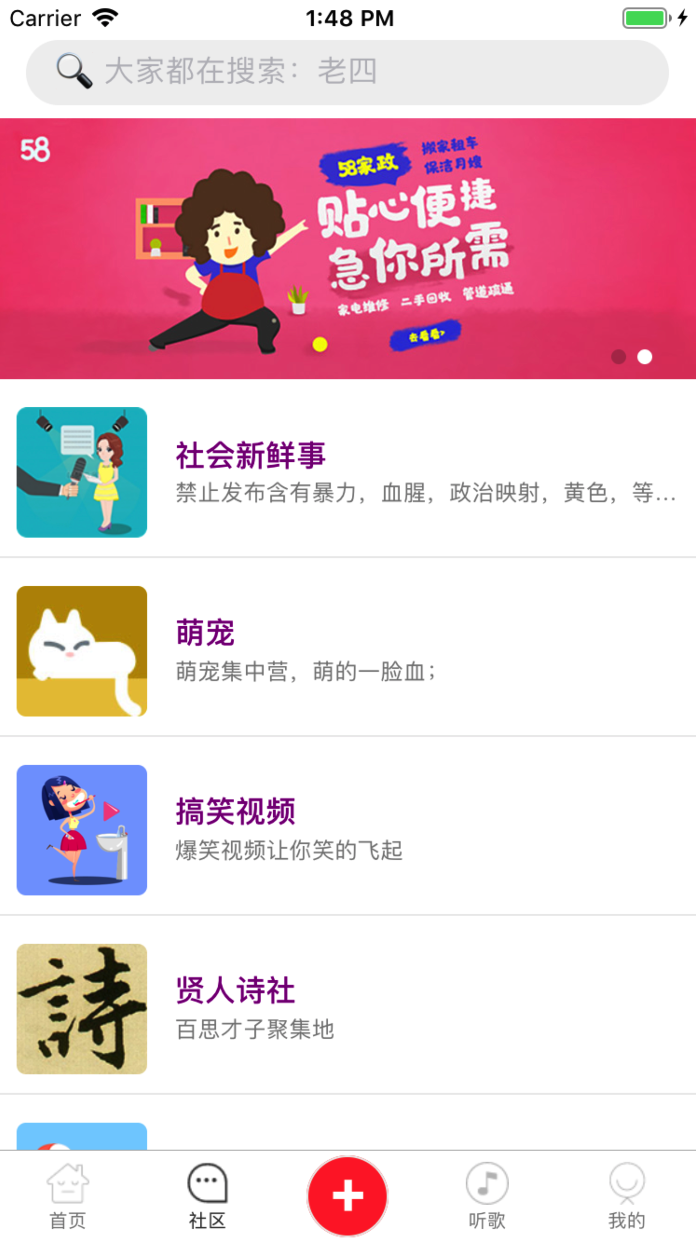 Carrier 1:48 PM
大家都在搜索：老四
58
58家政
搬家租车
保洁月嫂
贴心便捷
急你所需
家电维修 二手回收 管道疏通
去看看>
社会新鲜事
禁止发布含有暴力，血腥，政治映射，黄色，等...
萌宠
萌宠集中营，萌的一脸血；
搞笑视频
爆笑视频让你笑的飞起
詩
贤人诗社
百思才子聚集地
首页
社区
听歌
我的